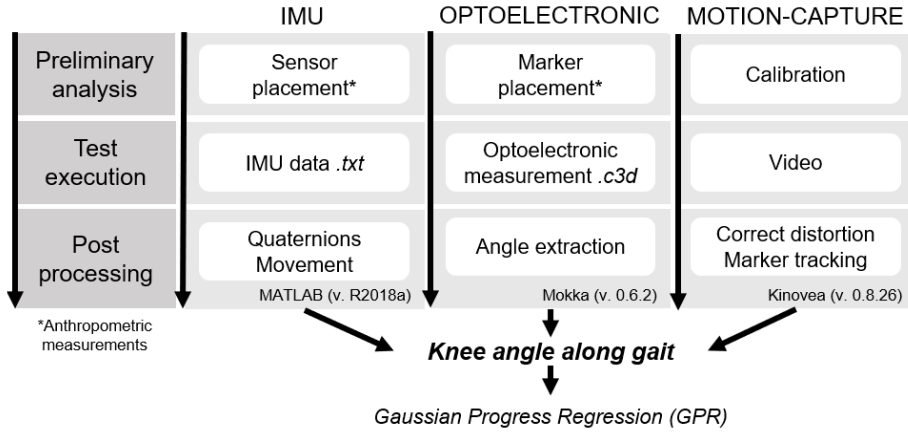 IMU
OPTOELECTRONIC
MOTION-CAPTURE
Preliminary
analysis
Sensor
placement*
Marker
placement*
Calibration
Test
execution
IMU data .txt
Optoelectronic
measurement .c3d
Video
Post
processing
Quaternions
Movement
Angle extraction
Correct distortion
Marker tracking
MATLAB (v. R2018a)
Mokka (v. 0.6.2)
Kinovea (v. 0.8.26)
*Anthropometric
measurements
Knee angle along gait
Gaussian Progress Regression (GPR)